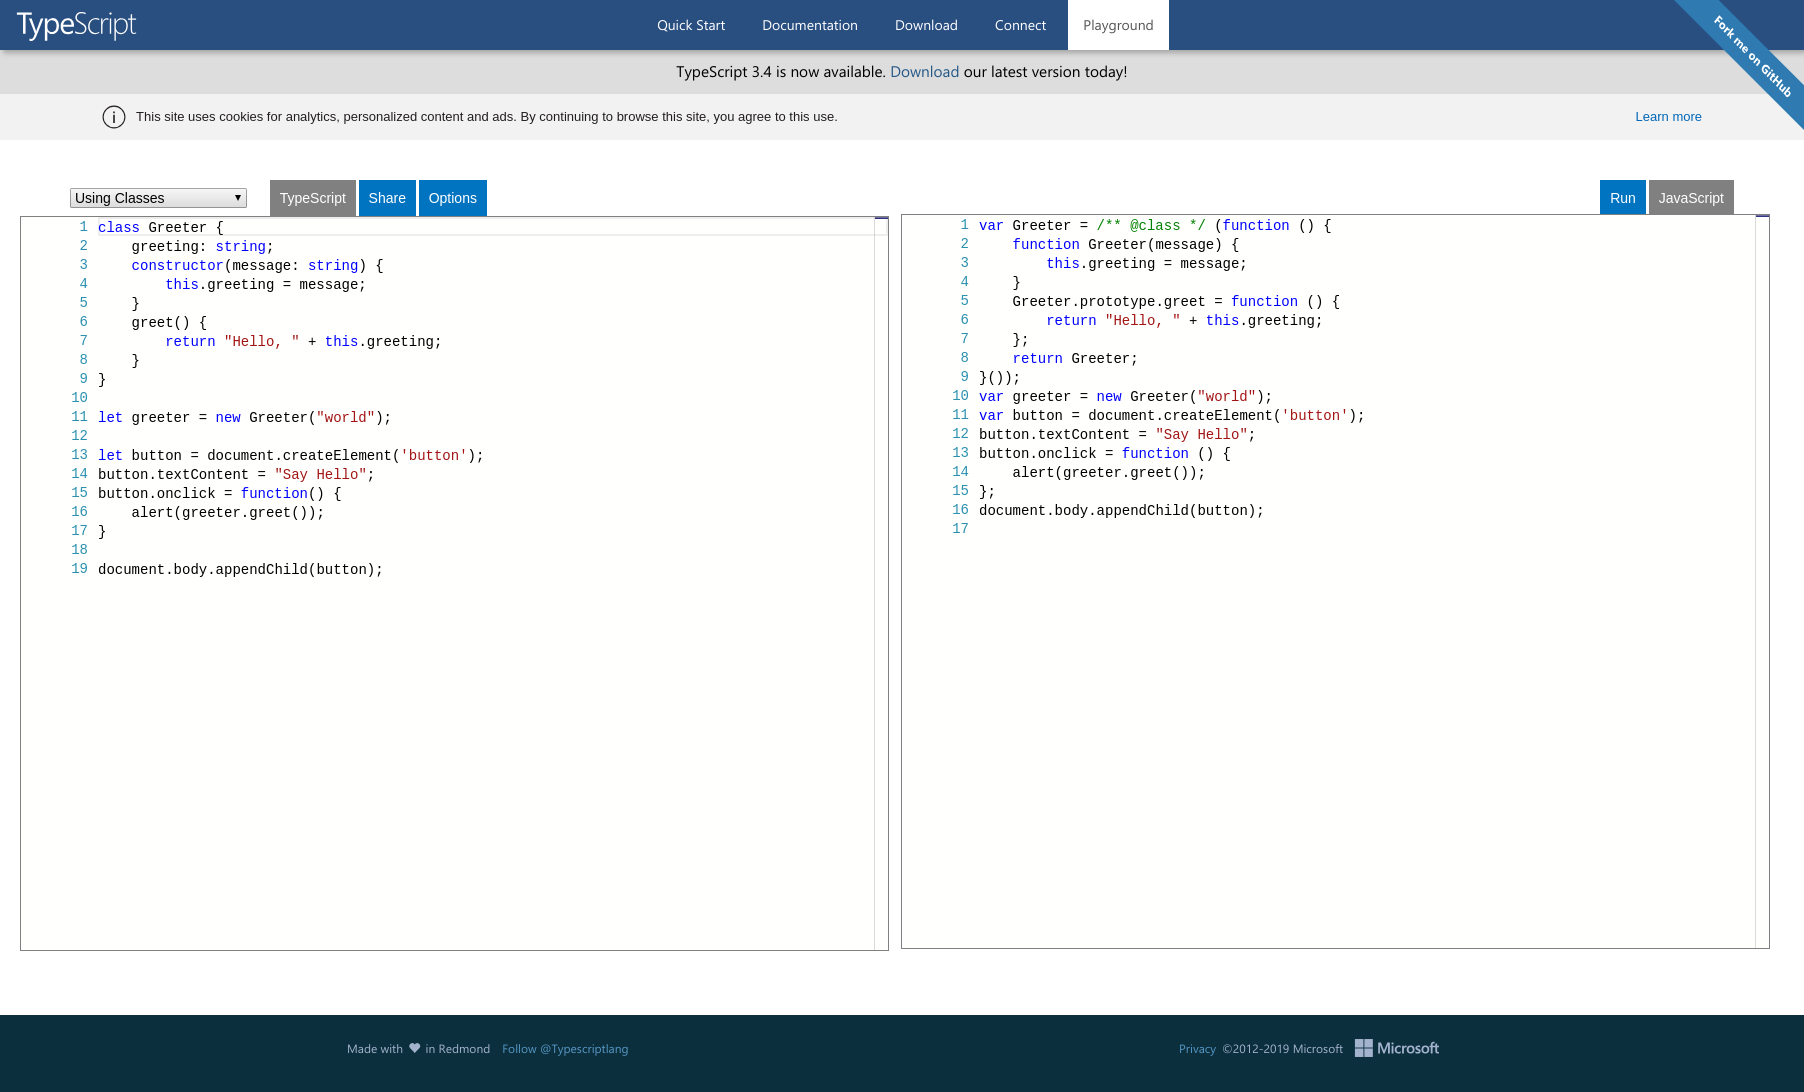 TypeScript
Quick Start Documentation Download Connect Playground
Fork me on GitHub
TypeScript 3.4 is now available. Download our latest version today!
This site uses cookies for analytics, personalized content and ads. By continuing to browse this site, you agree to this use.
Learn more
Using Classes
TypeScript Share Options
1 class Greeter {
2     greeting: string;
3     constructor(message: string) {
4         this.greeting = message;
5     }
6     greet() {
7         return "Hello, " + this.greeting;
8     }
9 }
10
11 let greeter = new Greeter("world");
12
13 let button = document.createElement('button');
14 button.textContent = "Say Hello";
15 button.onclick = function() {
16     alert(greeter.greet());
17 }
18
19 document.body.appendChild(button);
Run JavaScript
1 var Greeter = /** @class */ (function () {
2     function Greeter(message) {
3         this.greeting = message;
4     }
5     Greeter.prototype.greet = function () {
6         return "Hello, " + this.greeting;
7     };
8     return Greeter;
9 }());
10 var greeter = new Greeter("world");
11 var button = document.createElement('button');
12 button.textContent = "Say Hello";
13 button.onclick = function () {
14     alert(greeter.greet());
15 };
16 document.body.appendChild(button);
17
Made with ♥ in Redmond Follow @Typescriptlang
Privacy ©2012-2019 Microsoft Microsoft